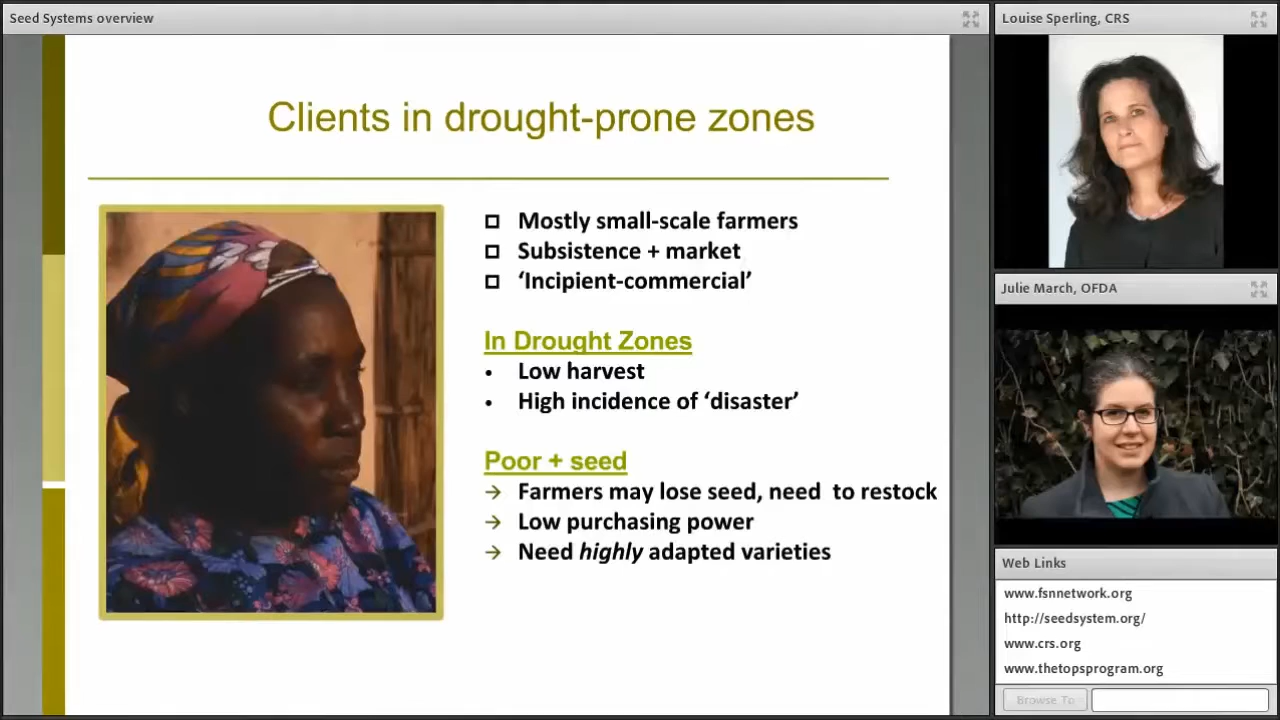 Seed Systems overview
Clients in drought-prone zones
Mostly small-scale farmers
Subsistence + market
‘Incipient-commercial’
In Drought Zones
• Low harvest
• High incidence of ‘disaster’
Poor + seed
→ Farmers may lose seed, need to restock
→ Low purchasing power
→ Need highly adapted varieties
Louise Sperling, CRS
Julie March, OFDA
Web Links
www.fsnnetwork.org
http://seedsystem.org/
www.crs.org
www.thetopsprogram.org
Browse To